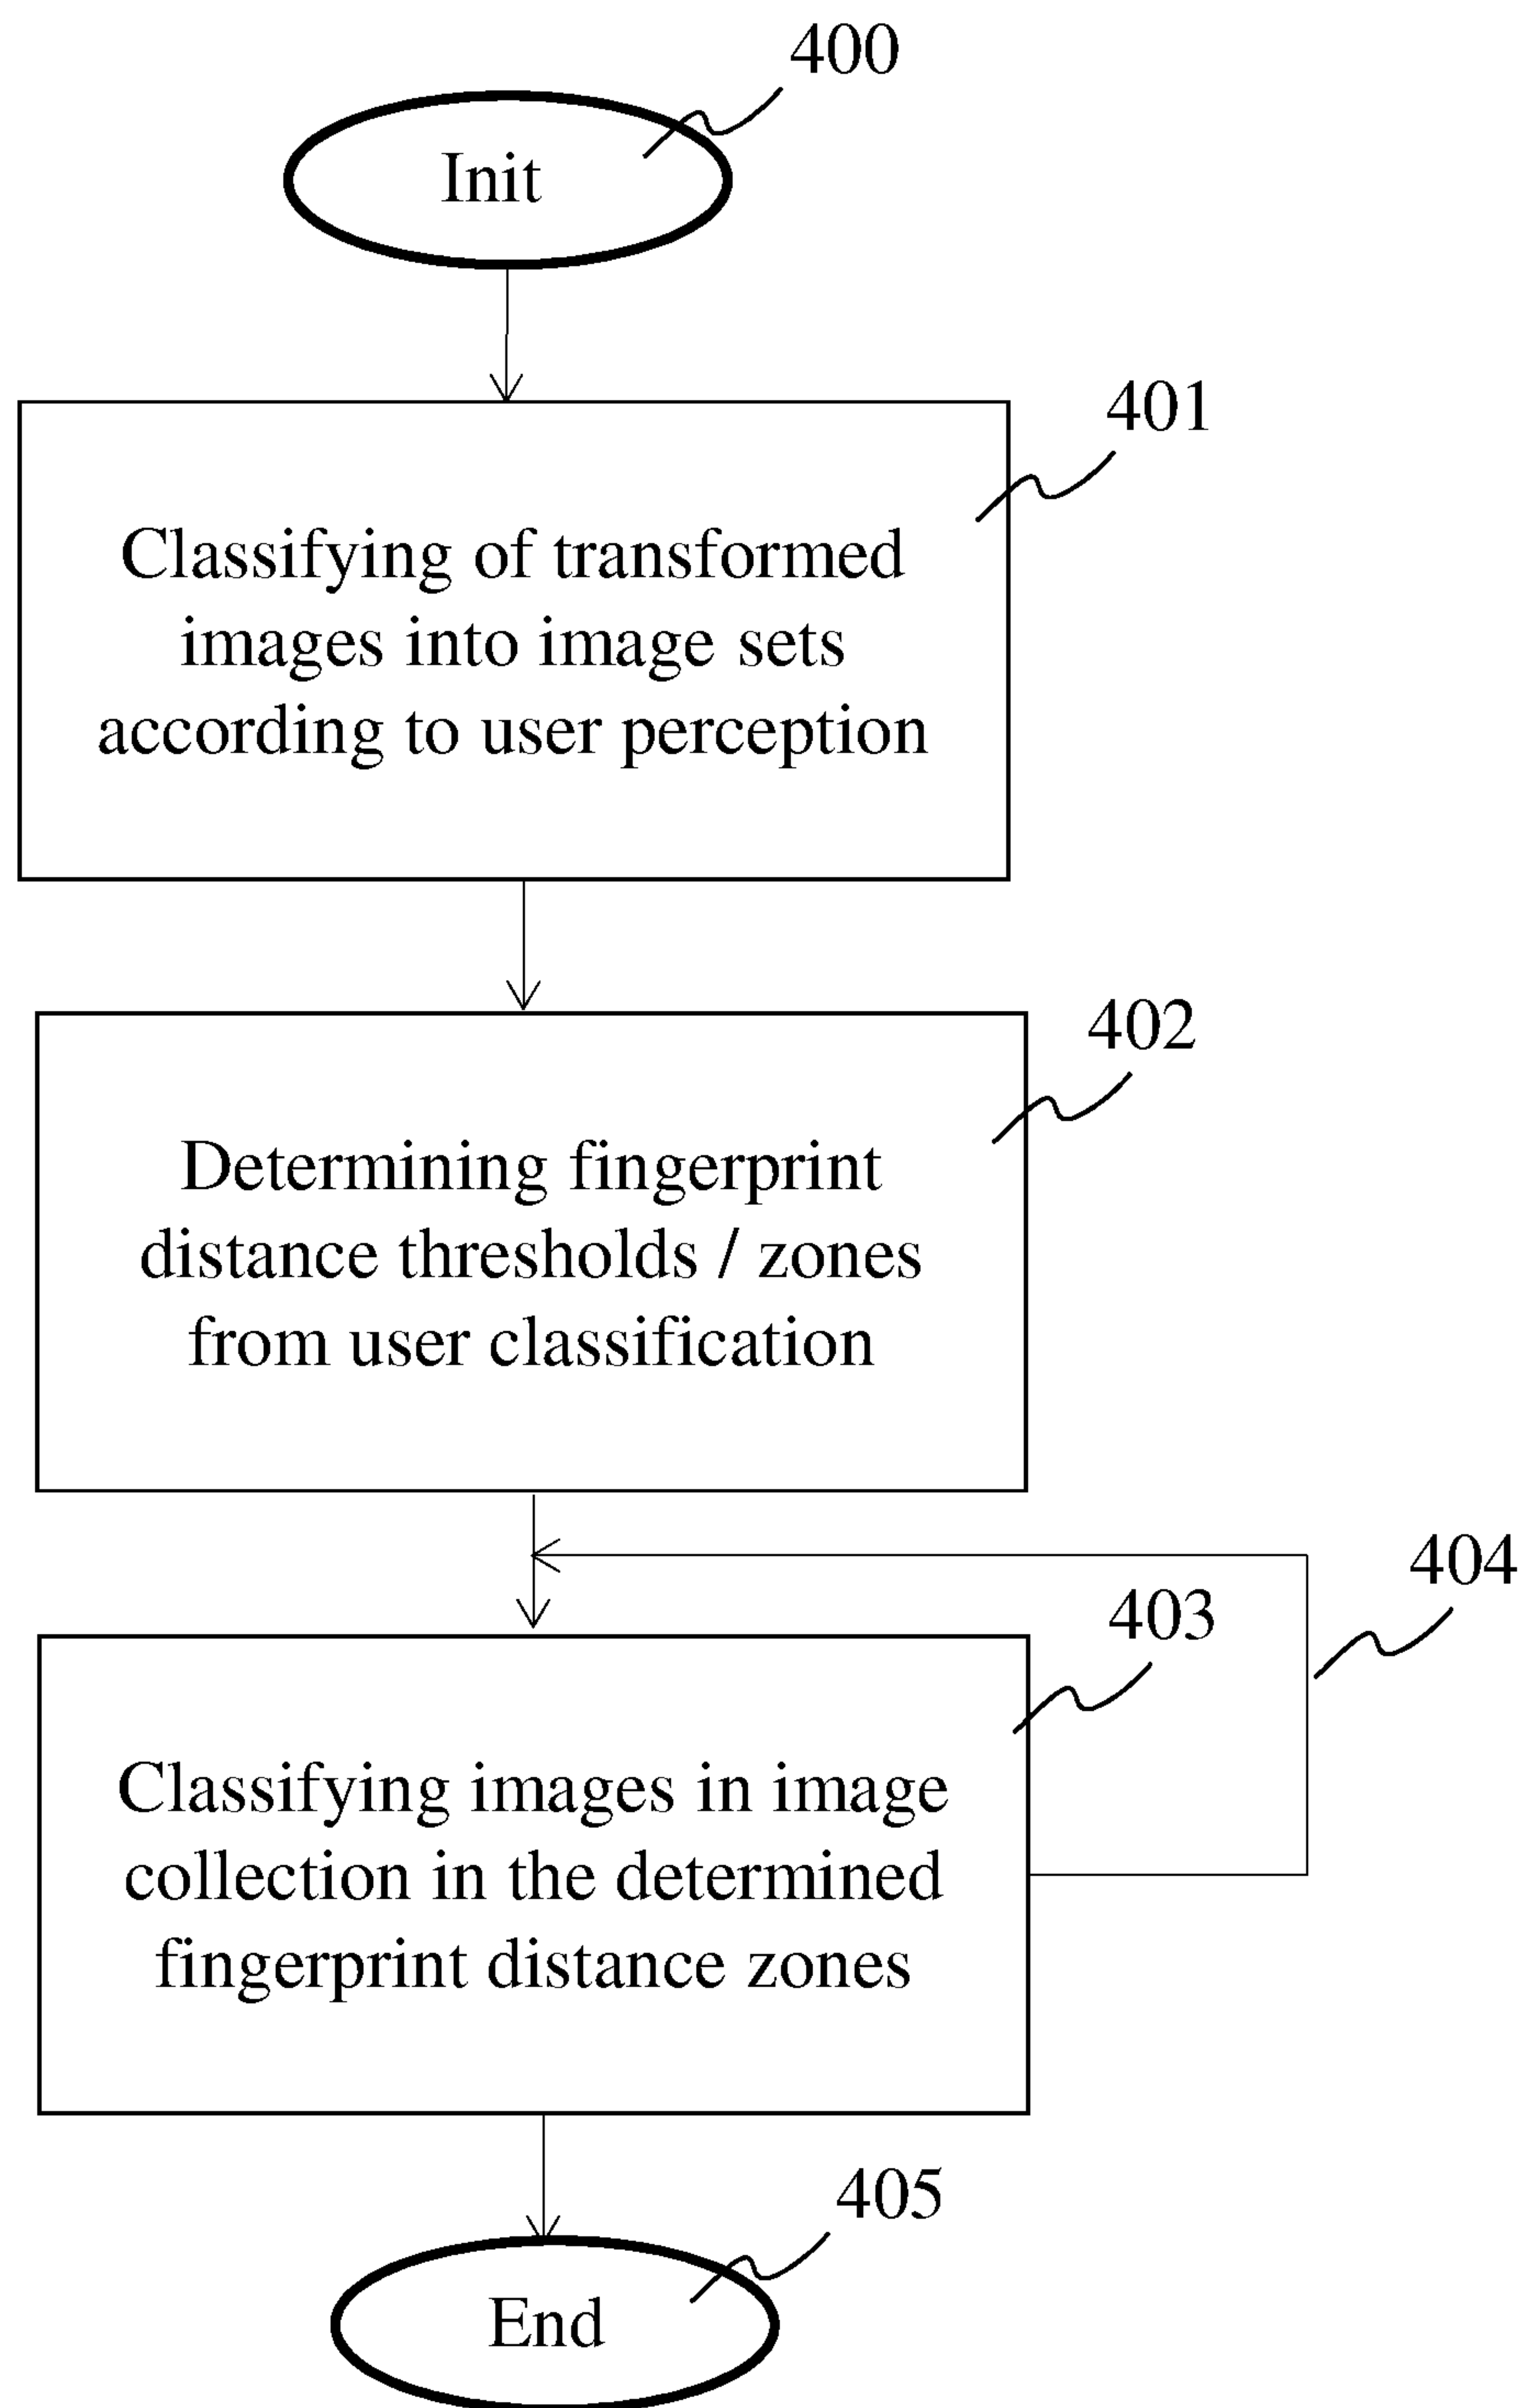 400
Init
401
Classifying of transformed
images into image sets
according to user perception
402
Determining fingerprint
distance thresholds / zones
from user classification
404
403
Classifying images in image
collection in the determined
fingerprint distance zones
405
End